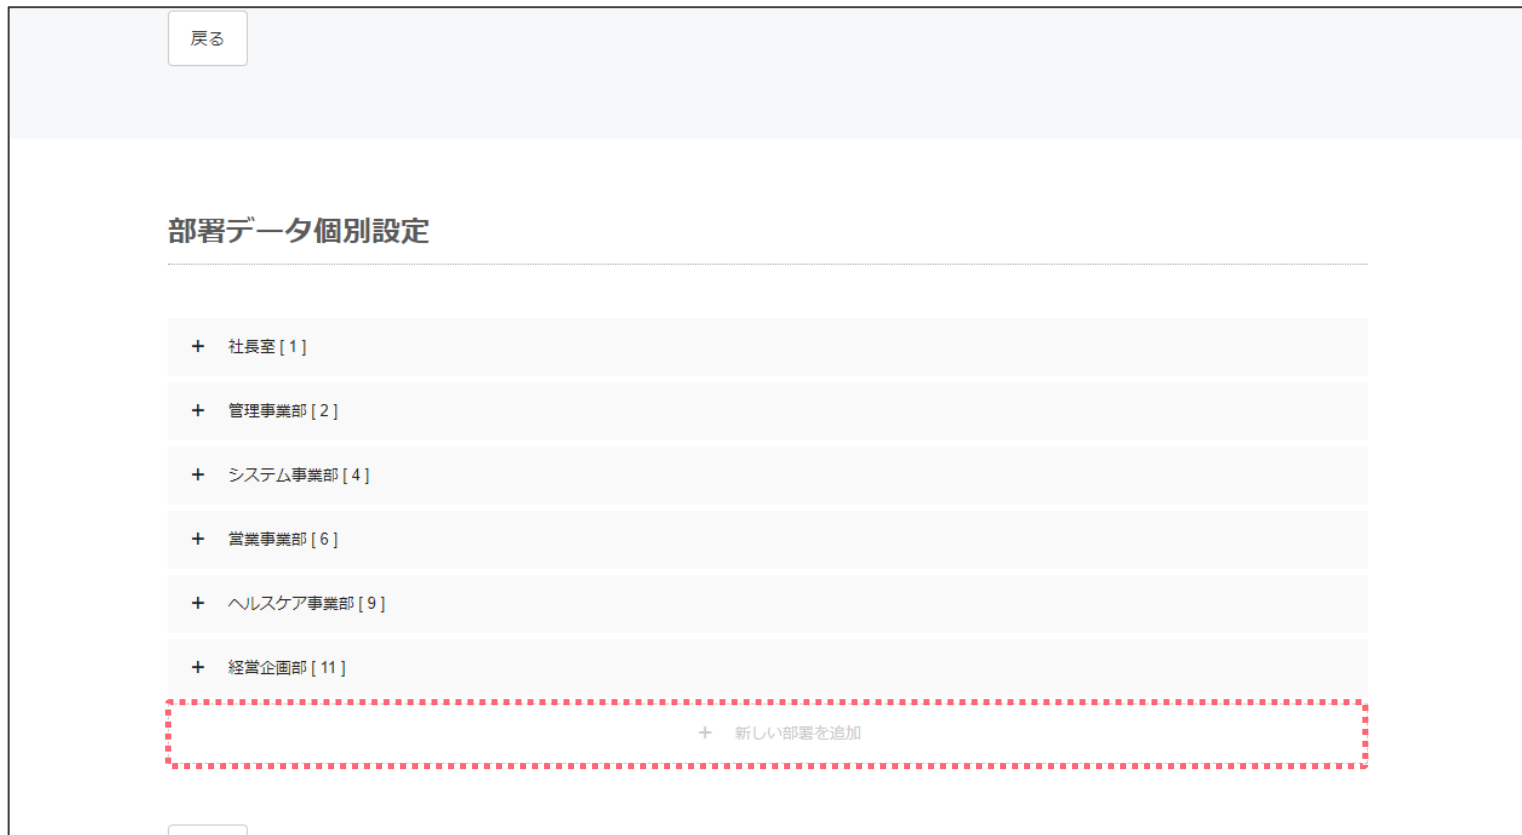 戻る
部署データ個別設定
+ 社長室 [ 1 ]
+ 管理事業部 [ 2 ]
+ システム事業部 [ 4 ]
+ 営業事業部 [ 6 ]
+ ヘルスケア事業部 [ 9 ]
+ 経営企画部 [ 11 ]
+ 新しい部署を追加